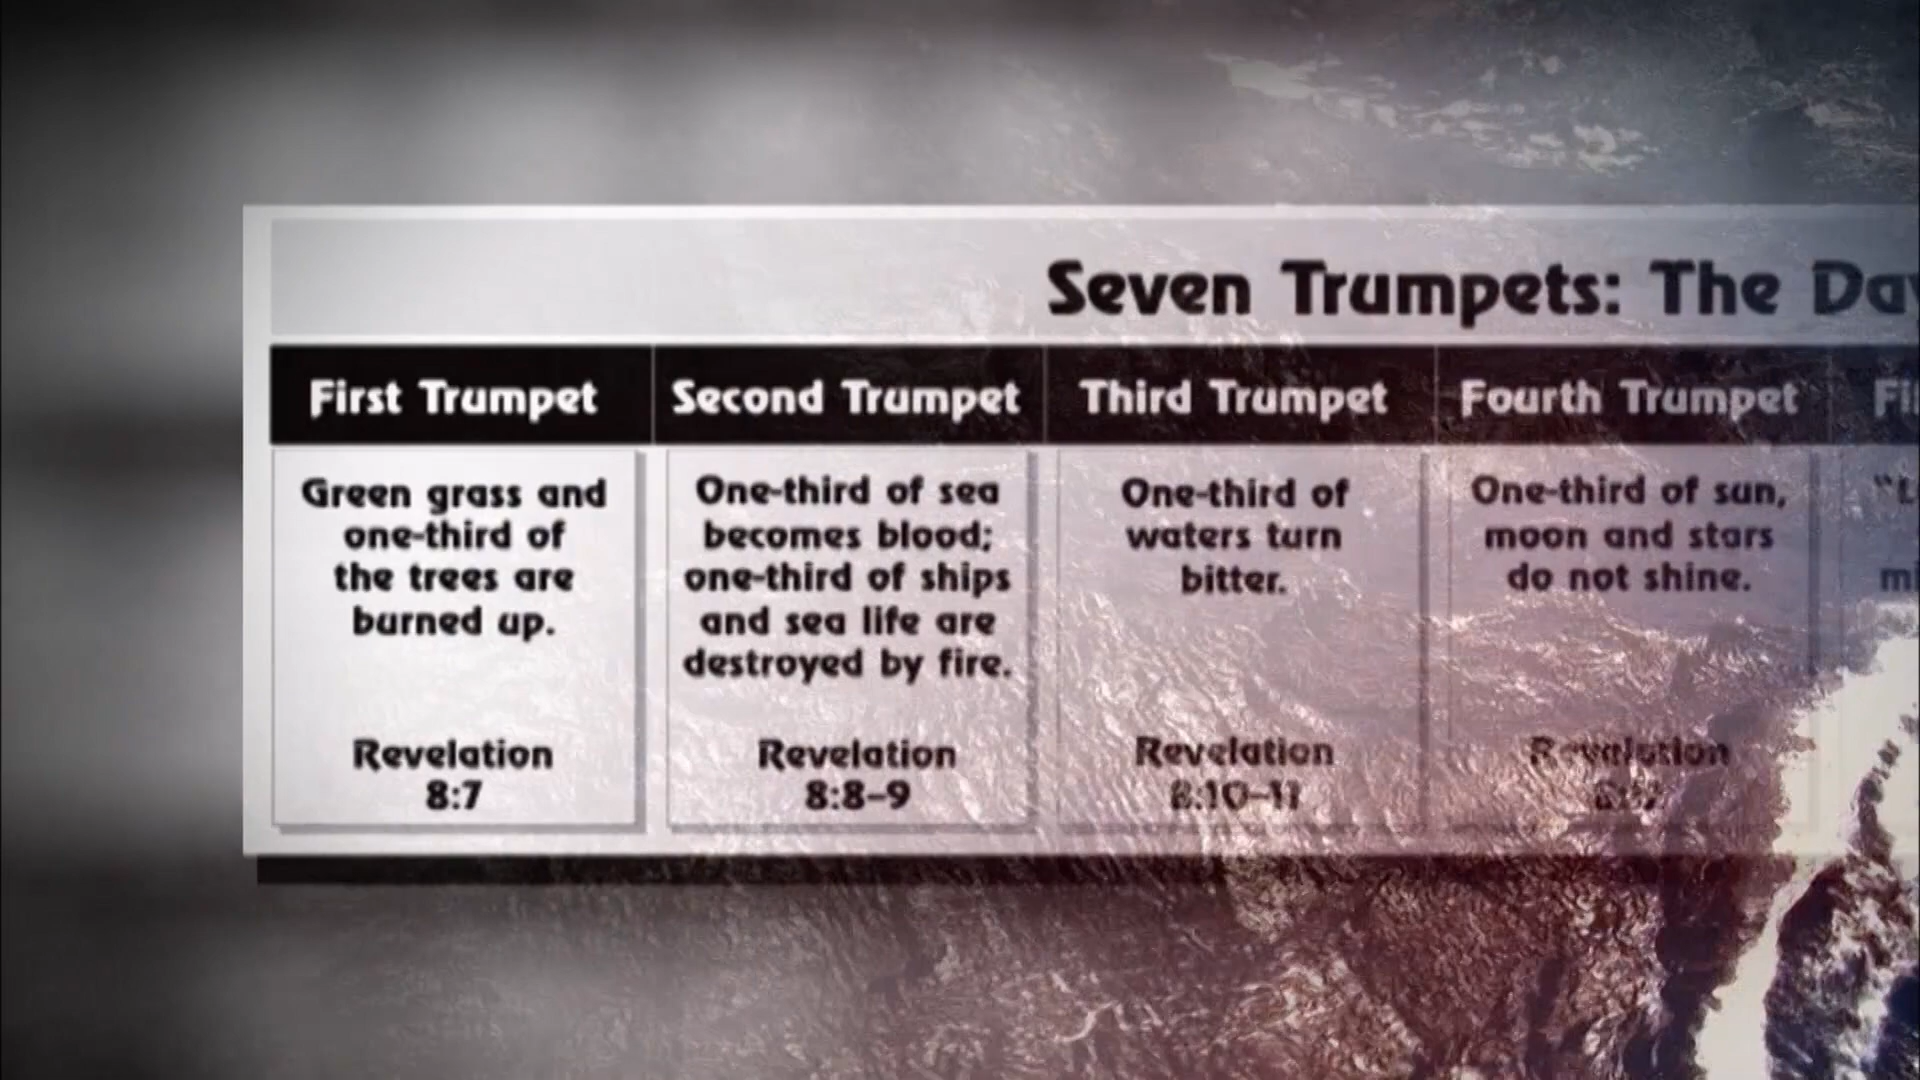 Seven Trumpets: The Day
First Trumpet
Second Trumpet
Third Trumpet
Fourth Trumpet
Green grass and
one-third of
the trees are
burned up.
Revelation
8:7
One-third of sea
becomes blood;
one-third of ships
and sea life are
destroyed by fire.
Revelation
8:8–9
One-third of
waters turn
bitter.
Revelation
8:10–11
One-third of sun,
moon and stars
do not shine.
Revelation